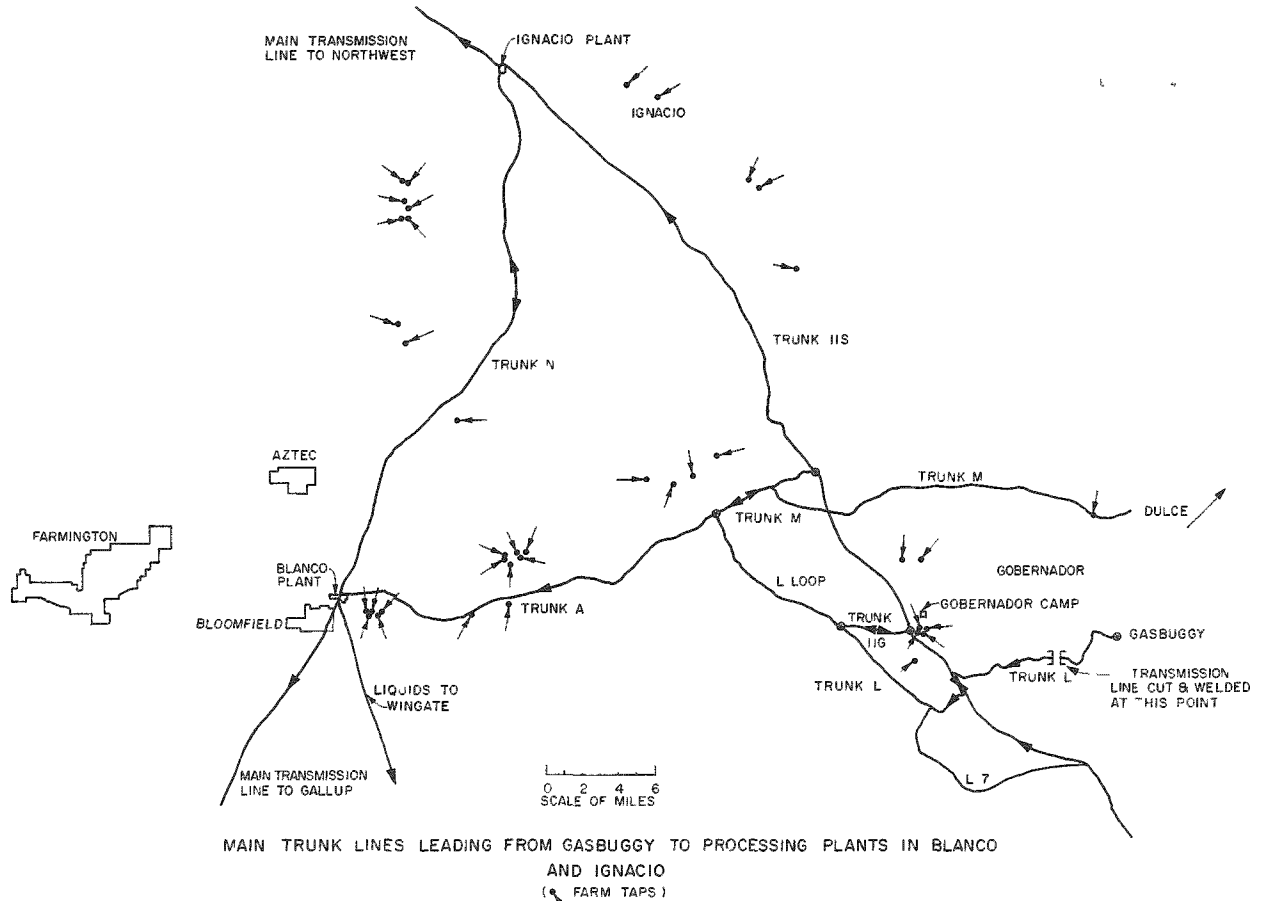 MAIN TRANSMISSION
LINE TO NORTHWEST
IGNACIO PLANT
IGNACIO
TRUNK N
TRUNK IIS
AZTEC
FARMINGTON
BLANCO
PLANT
BLOOMFIELD
TRUNK A
TRUNK M
TRUNK M
DULCE
L LOOP
GOBERNADOR
GOBERNADOR CAMP
TRUNK
IIG
GASBUGGY
TRUNK L
TRUNK L
TRANSMISSION
LINE CUT & WELDED
AT THIS POINT
LIQUIDS TO
WINGATE
L 7
MAIN TRANSMISSION
LINE TO GALLUP
0 2 4 6
SCALE OF MILES
MAIN TRUNK LINES LEADING FROM GASBUGGY TO PROCESSING PLANTS IN BLANCO
AND IGNACIO
( FARM TAPS )